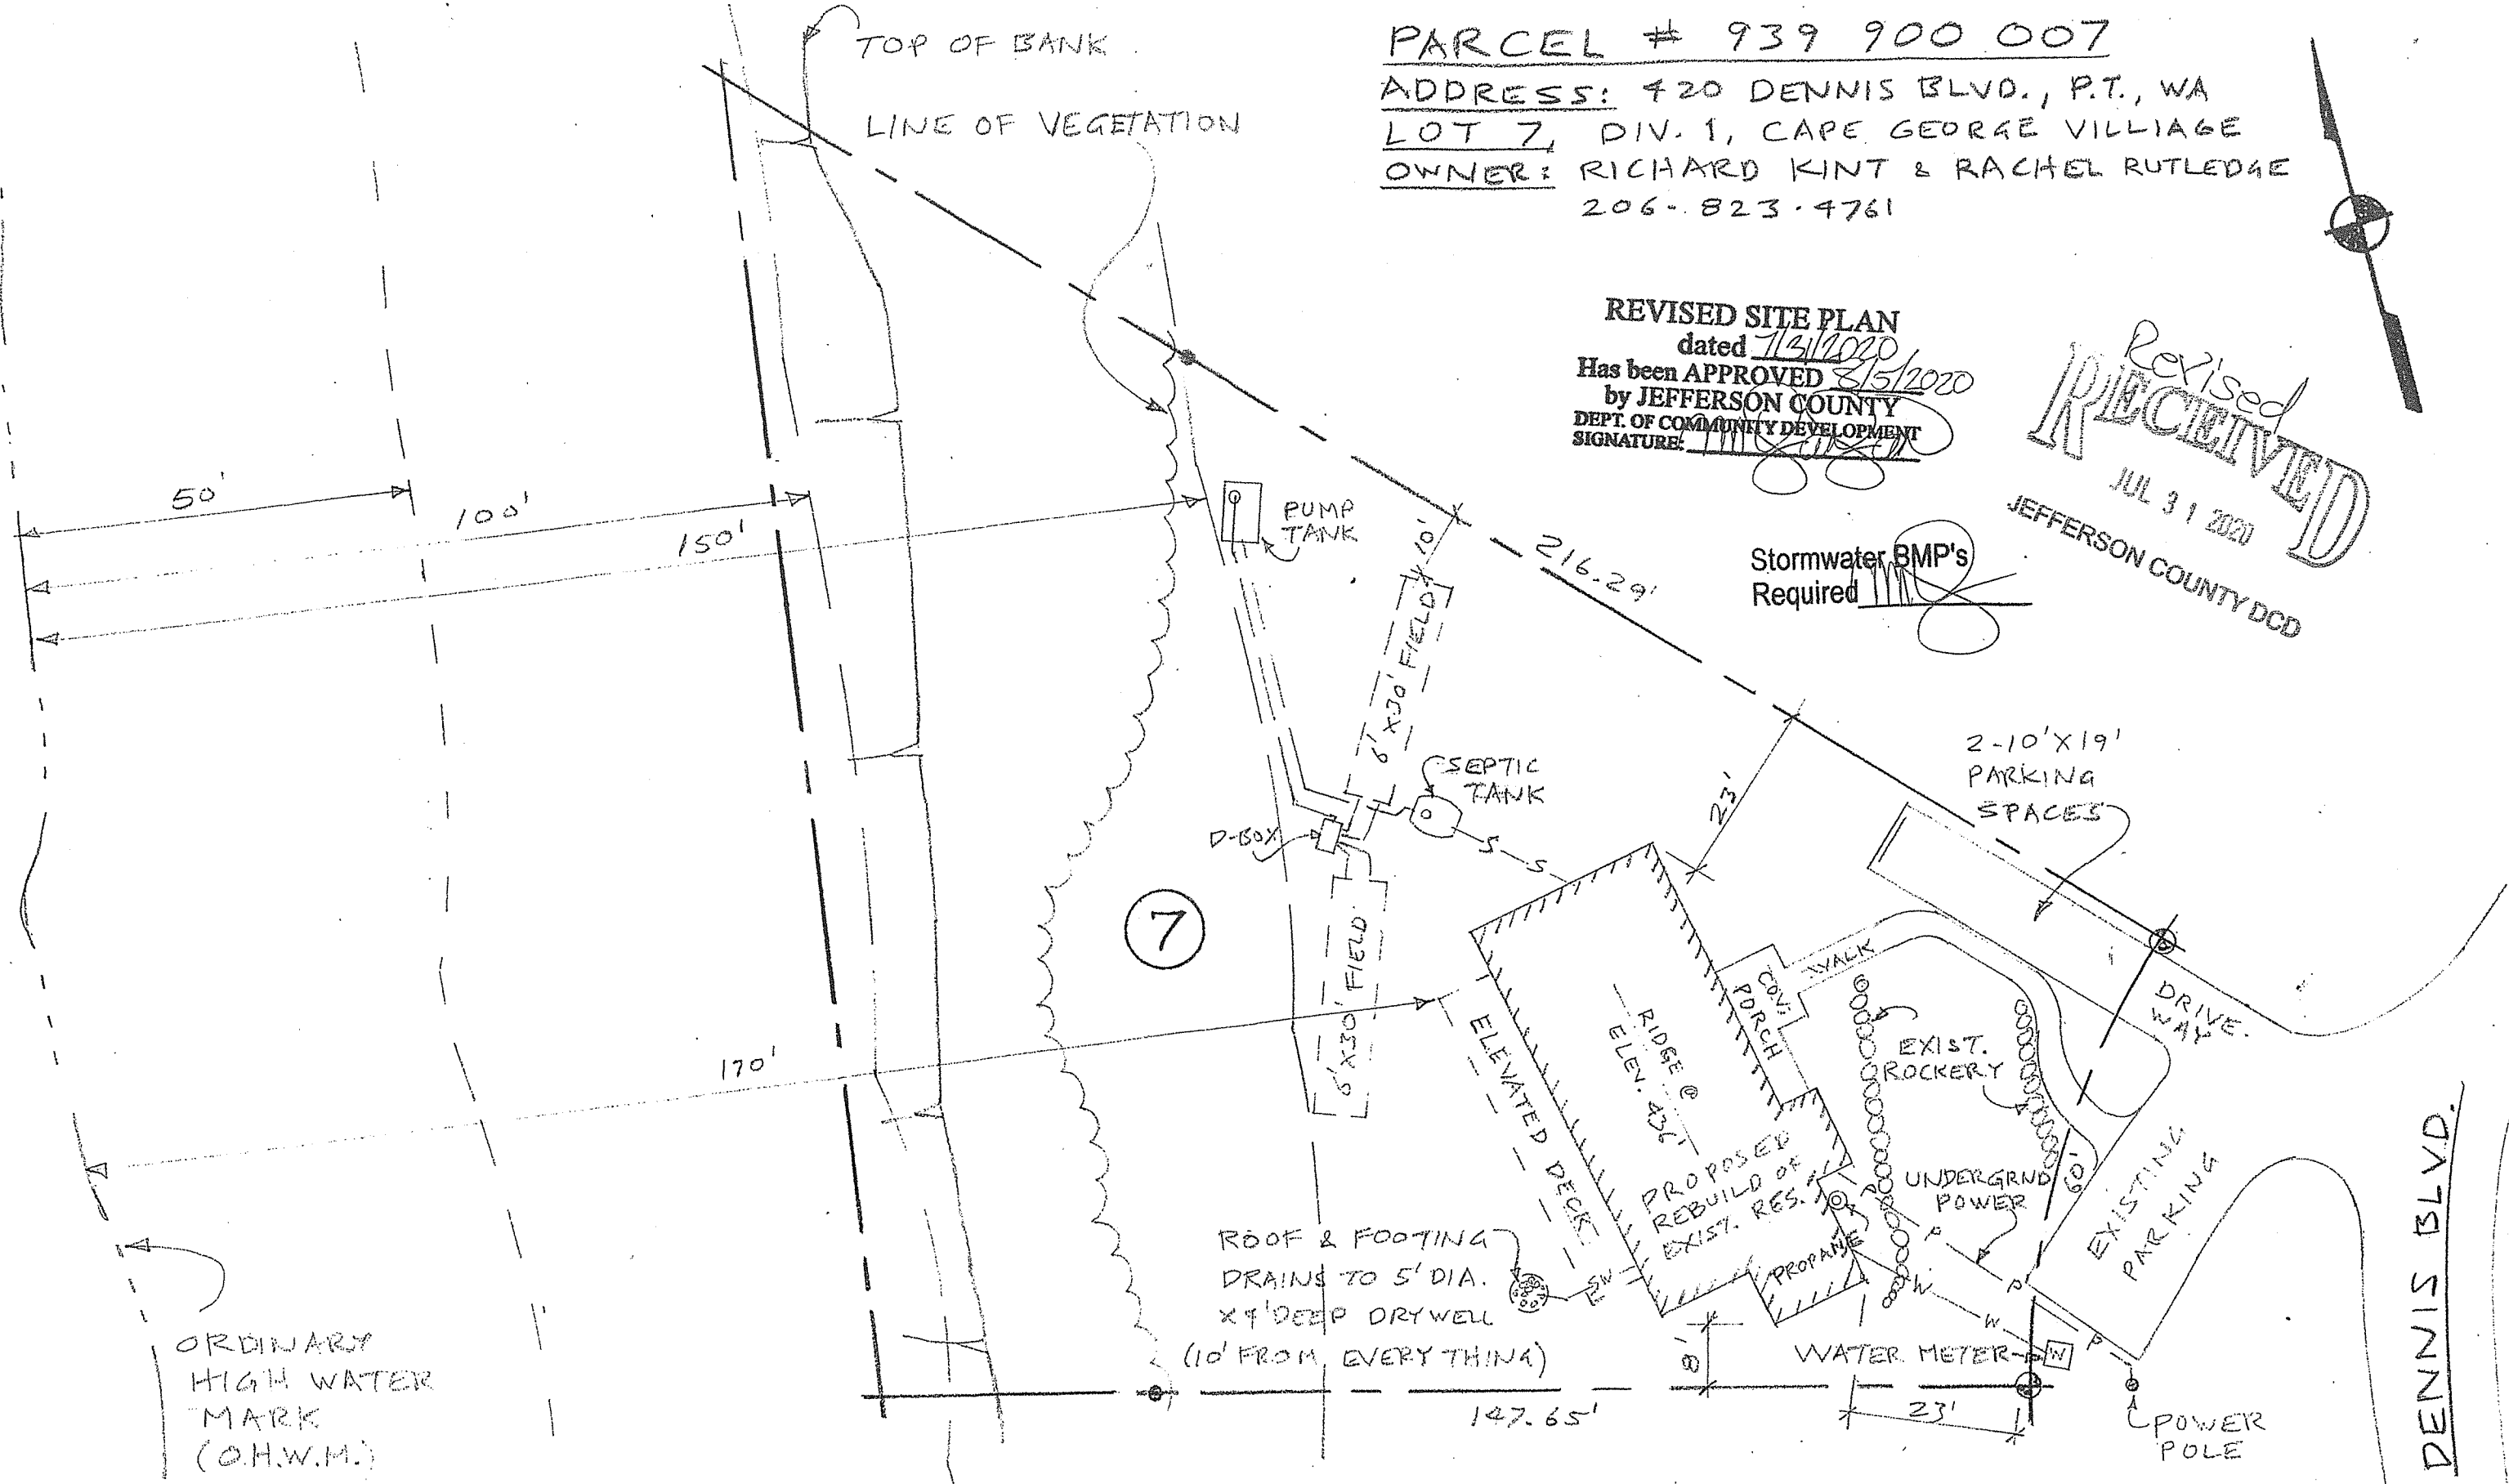 PARCEL # 939 900 007
ADDRESS: 420 DENNIS BLVD., P.T., WA
LOT 7, DIV. 1, CAPE GEORGE VILLIAGE
OWNER: RICHARD KINT & RACHEL RUTLEDGE
206-823-4761
TOP OF BANK
LINE OF VEGETATION
REVISED SITE PLAN
dated 7/31/2020
Has been APPROVED 8/5/2020
by JEFFERSON COUNTY
DEPT. OF COMMUNITY DEVELOPMENT
SIGNATURE:
Revised
RECEIVED
JUL 31 2020
JEFFERSON COUNTY DCD
Stormwater BMP's
Required
50'
100'
150'
PUMP
TANK
10'
216.29'
6'X30' FIELD
SEPTIC
TANK
D-BOX
S
S
23'
2-10'X19'
PARKING
SPACES
7
6'X30' FIELD
170'
ELEVATED DECK
RIDGE @
ELEV. 436'
COV.
PORCH
WALK
EXIST.
ROCKERY
DRIVE.
WAY
PROPOSED
REBUILD OF
EXIST. RES.
PROPANE
UNDERGRND
POWER
60'
EXISTING
PARKING
P
P
P
P
W
W
W
ROOF & FOOTING
DRAINS TO 5' DIA.
X4' DEEP DRYWELL
(10' FROM EVERY THING)
SW
8'
WATER METER
147.65'
23'
POWER
POLE
DENNIS BLVD.
ORDINARY
HIGH WATER
MARK
(O.H.W.M.)